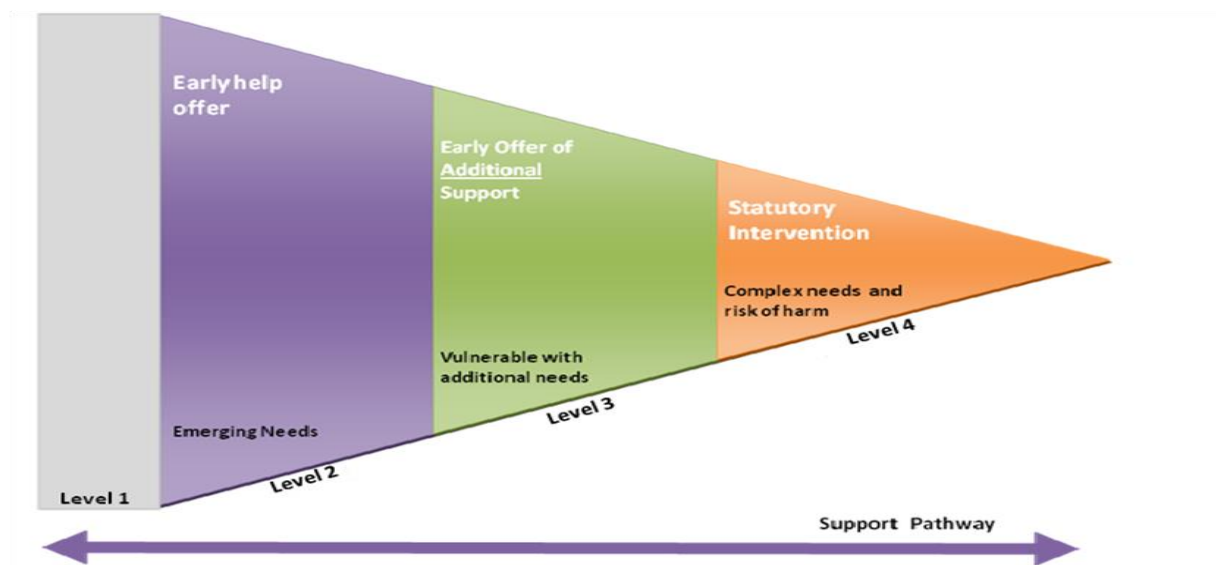 Early help
offer
Early Offer of
Additional
Support
Statutory
Intervention
Complex needs and
risk of harm
Level 4
Vulnerable with
additional needs
Level 3
Emerging Needs
Level 2
Level 1
Support Pathway